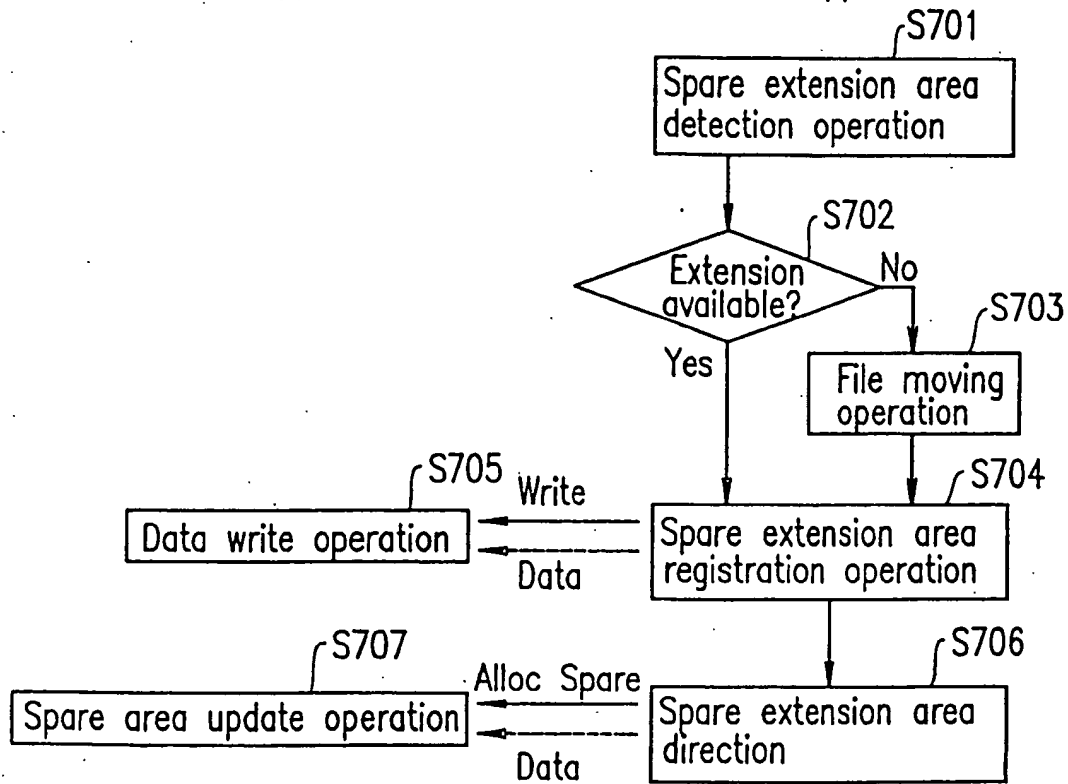 S701
Spare extension area
detection operation
S702
Extension
available?
No
Yes
S703
File moving
operation
S704
Spare extension area
registration operation
S705
Data write operation
Write
Data
S706
Spare extension area
direction
S707
Spare area update operation
Alloc Spare
Data